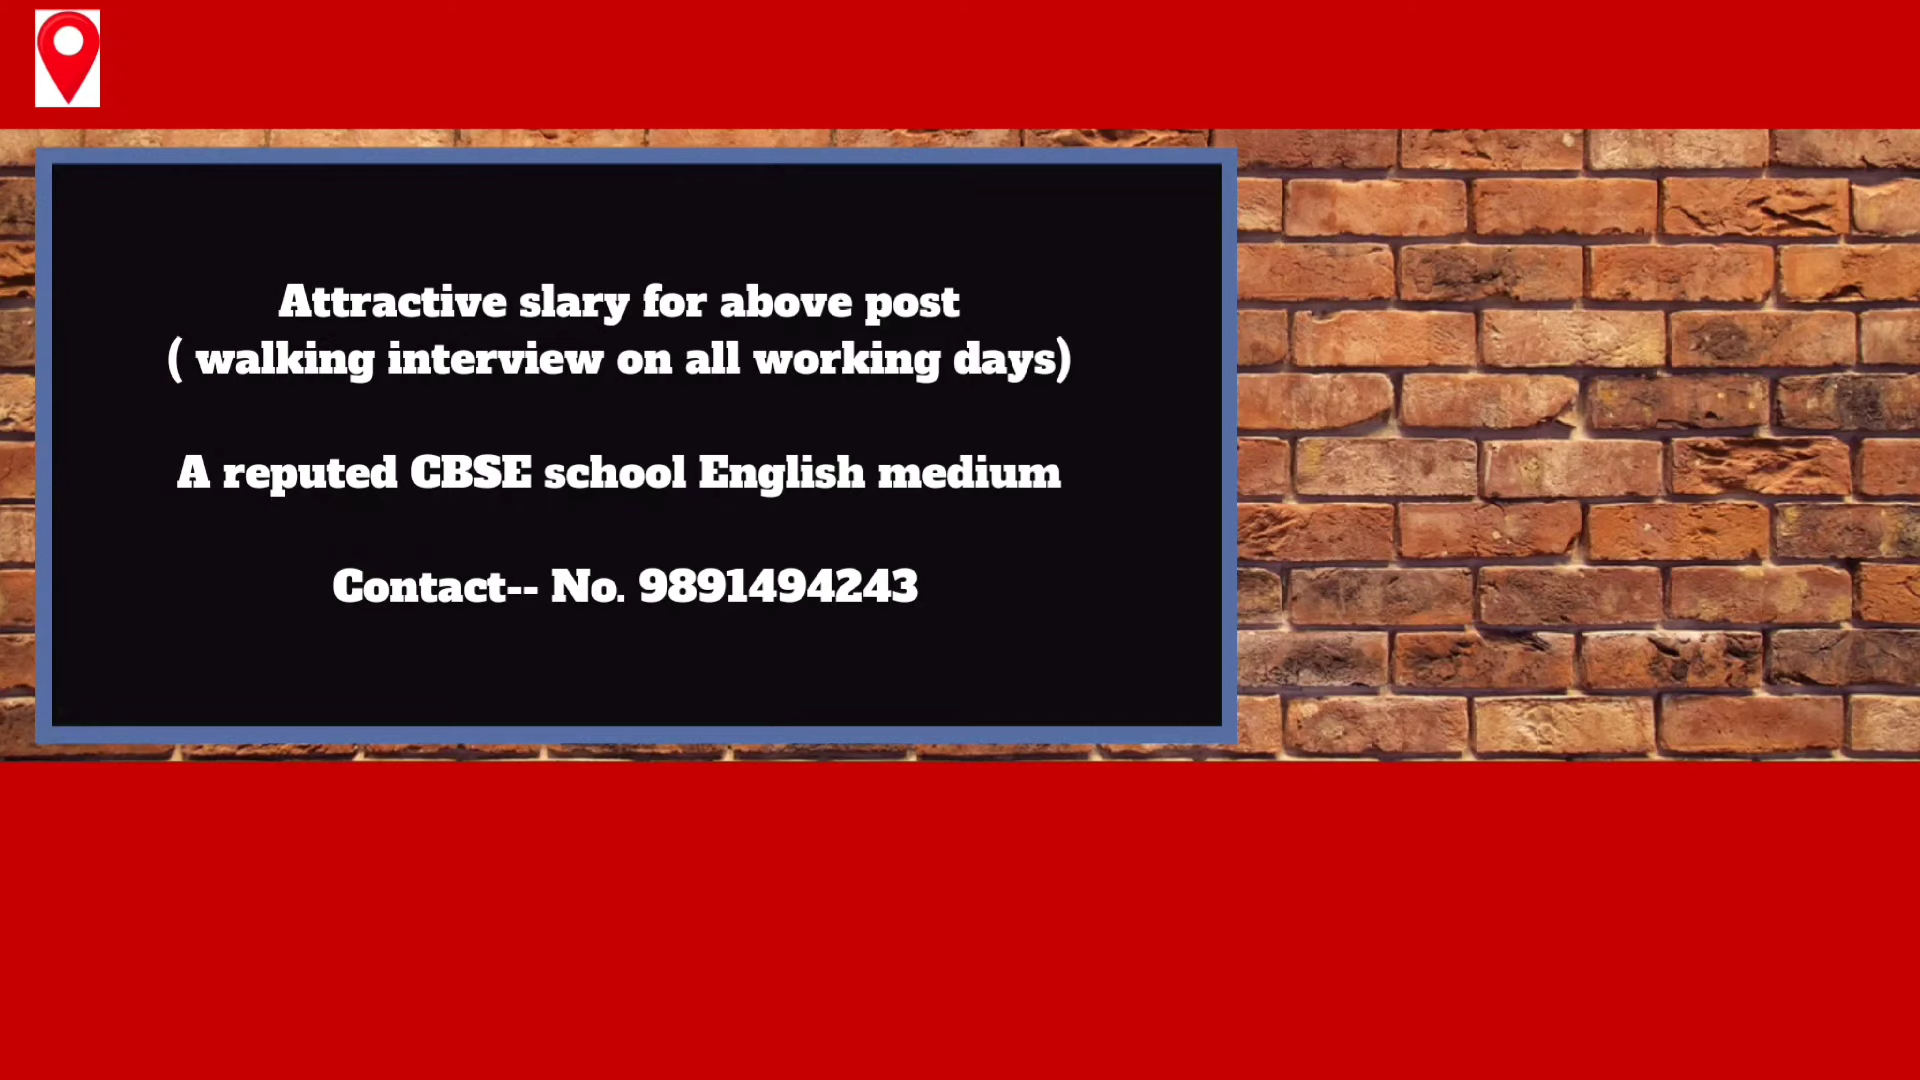 Attractive slary for above post
( walking interview on all working days)
A reputed CBSE school English medium
Contact-- No. 9891494243